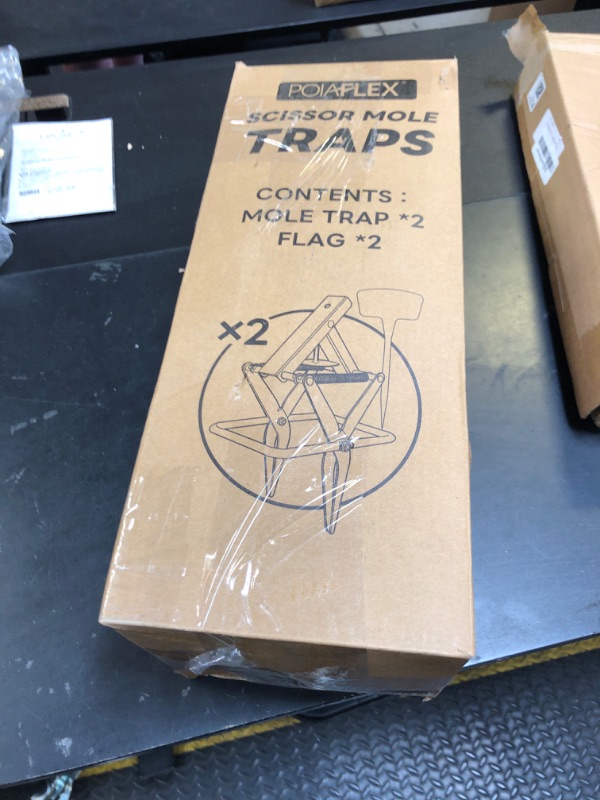 POIAFLEX
SCISSOR MOLE
TRAPS
CONTENTS :
MOLE TRAP *2
FLAG *2
×2